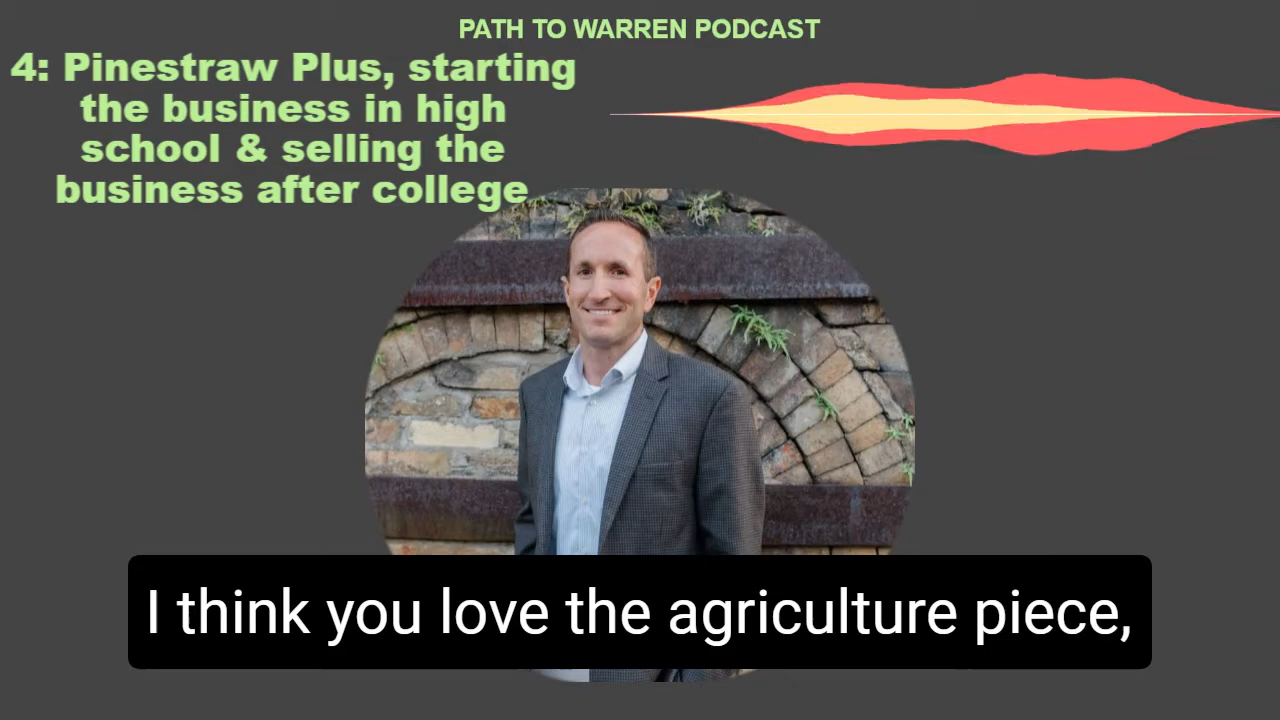 PATH TO WARREN PODCAST
4: Pinestraw Plus, starting
the business in high
school & selling the
business after college
I think you love the agriculture piece,